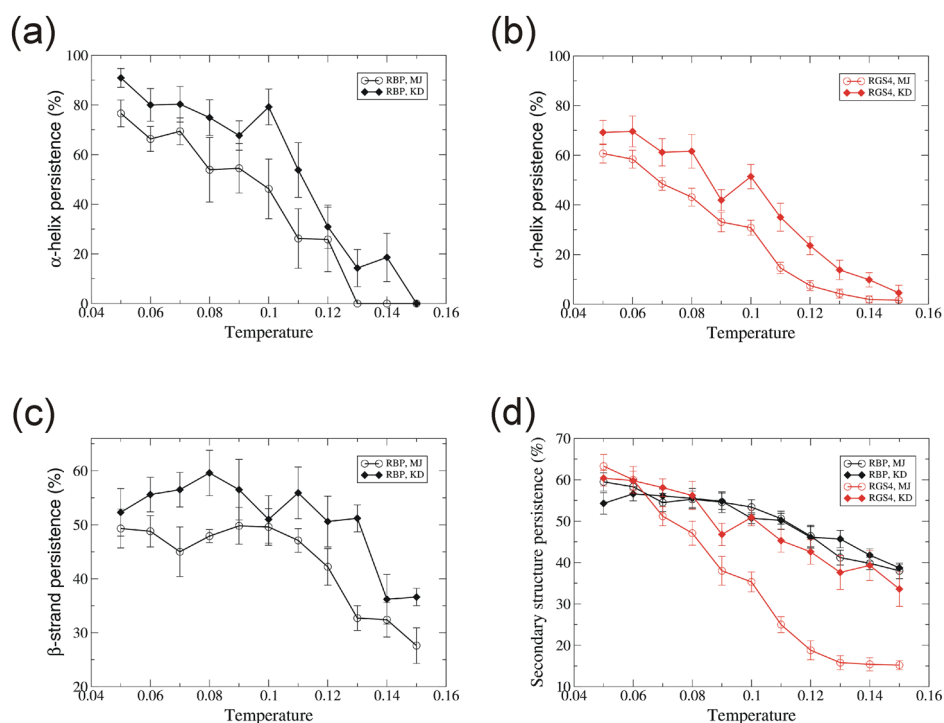 (a)
α-helix persistence (%)
100
80
60
40
20
0
0.04 0.06 0.08 0.1 0.12 0.14 0.16
Temperature
RBP, MJ
RBP, KD
(b)
α-helix persistence (%)
100
80
60
40
20
0
0.04 0.06 0.08 0.1 0.12 0.14 0.16
Temperature
RGS4, MJ
RGS4, KD
(c)
β-strand persistence (%)
60
50
40
30
20
0.04 0.06 0.08 0.1 0.12 0.14 0.16
Temperature
RBP, MJ
RBP, KD
(d)
Secondary structure persistence (%)
70
60
50
40
30
20
10
0.04 0.06 0.08 0.1 0.12 0.14 0.16
Temperature
RBP, MJ
RBP, KD
RGS4, MJ
RGS4, KD